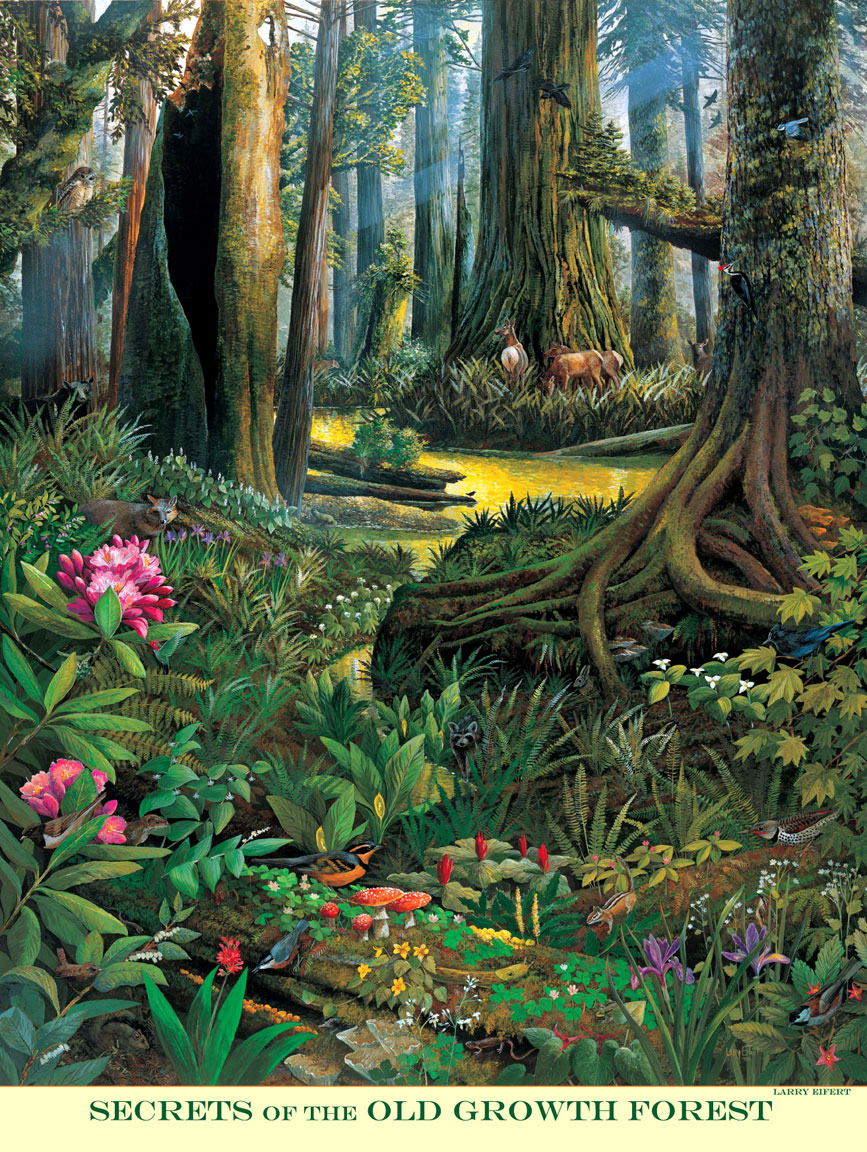 LARRY EIFERT
SECRETS OF THE OLD GROWTH FOREST